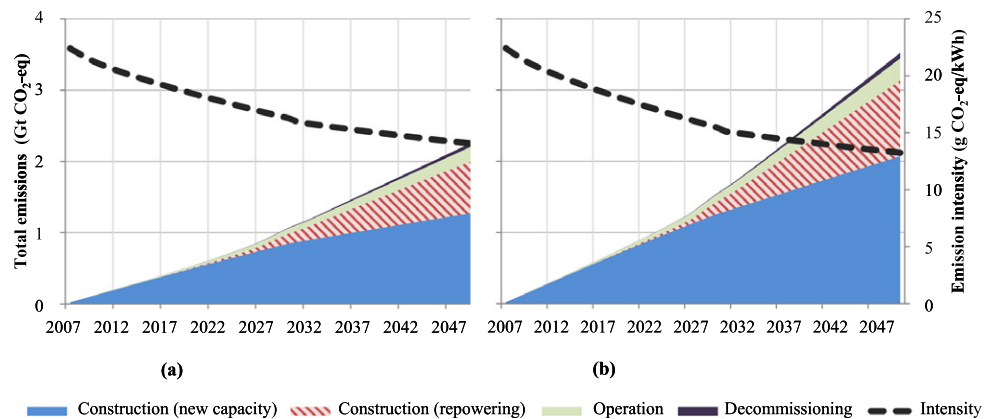 Total emissions (Gt CO₂-eq)
4
3
2
1
0
2007 2012 2017 2022 2027 2032 2037 2042 2047
(a)
2007 2012 2017 2022 2027 2032 2037 2042 2047
(b)
25
20
15
10
5
0
Emission intensity (g CO₂-eq/kWh)
Construction (new capacity) Construction (repowering) Operation Decommissioning Intensity